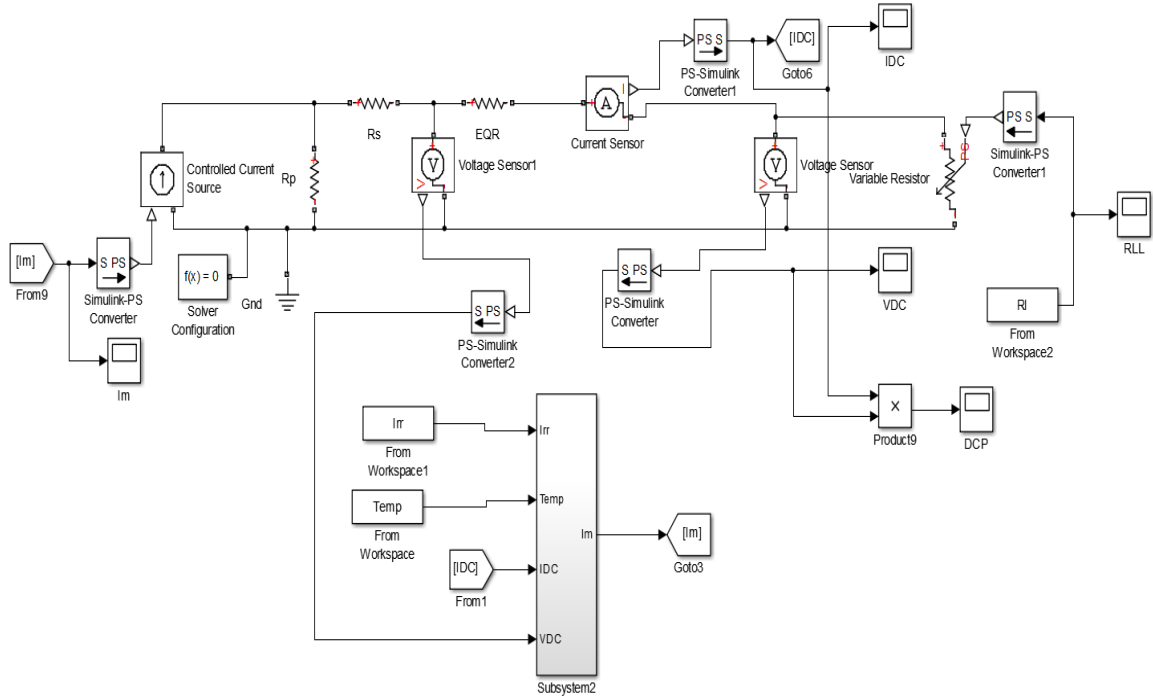 PS S
PS-Simulink
Converter1
[IDC]
Goto6
IDC
I
A
Current Sensor
Rs
EQR
V
Voltage Sensor1
V
Controlled Current
Source
Rp
V
Voltage Sensor
V
Variable Resistor
PS
PS S
Simulink-PS
Converter1
RLL
[Im]
From9
S PS
Simulink-PS
Converter
Im
f(x) = 0
Solver
Configuration
Gnd
S PS
PS-Simulink
Converter2
S PS
PS-Simulink
Converter
VDC
Rl
From
Workspace2
×
Product9
DCP
Irr
From
Workspace1
Temp
From
Workspace
[IDC]
From1
Irr
Temp
IDC
VDC
Im
Subsystem2
[Im]
Goto3